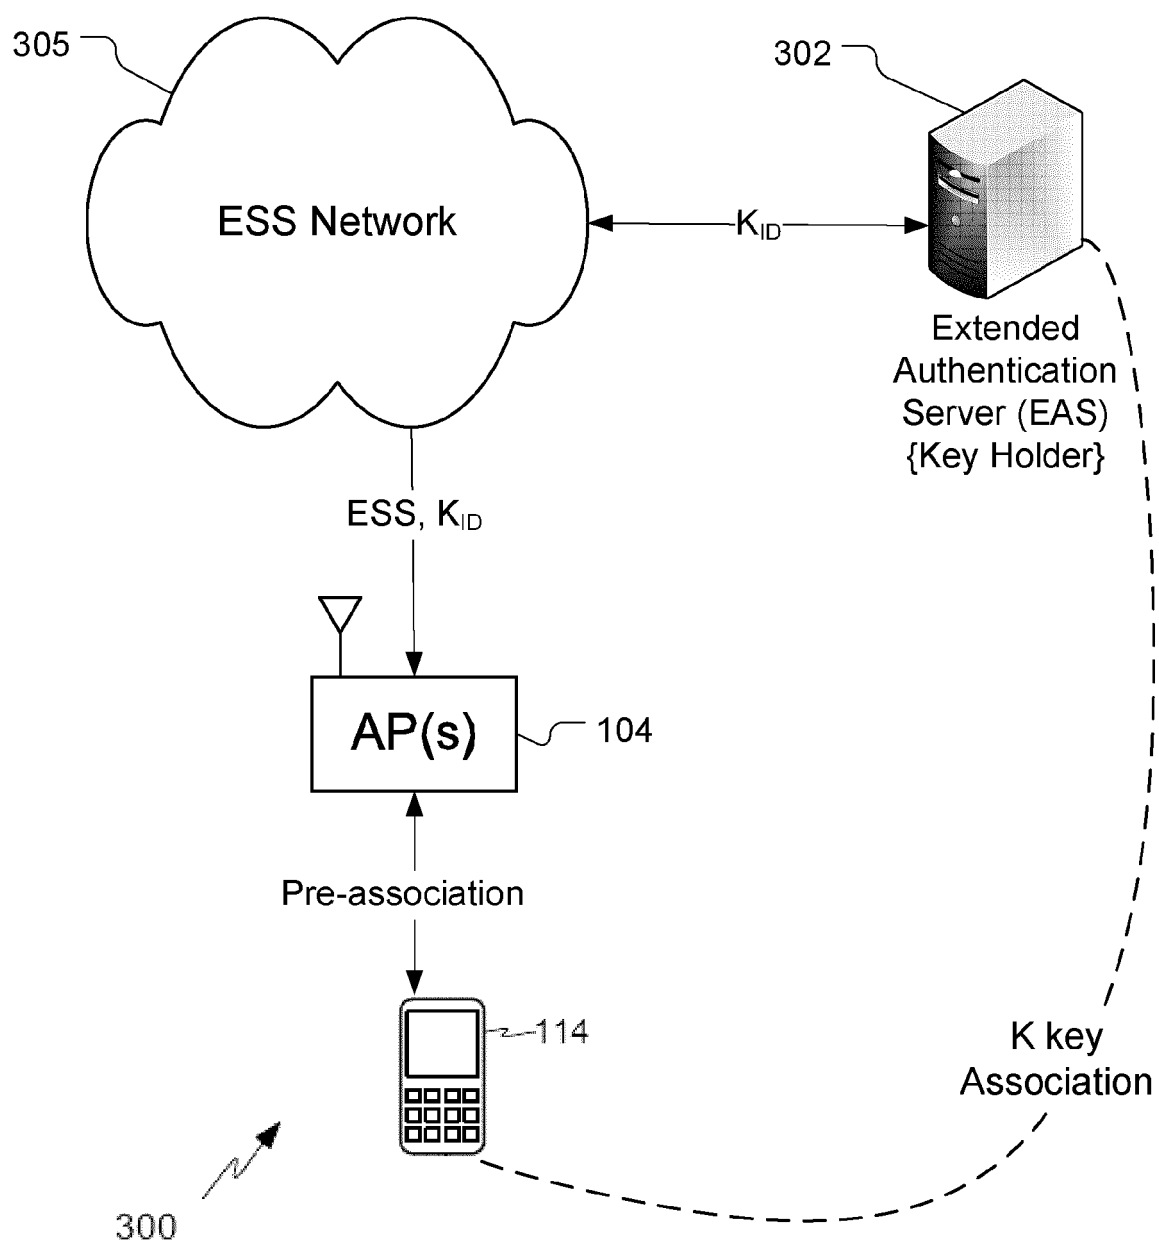 305
302
ESS Network
KID
Extended
Authentication
Server (EAS)
{Key Holder}
ESS, KID
AP(s)
104
Pre-association
114
K key
Association
300